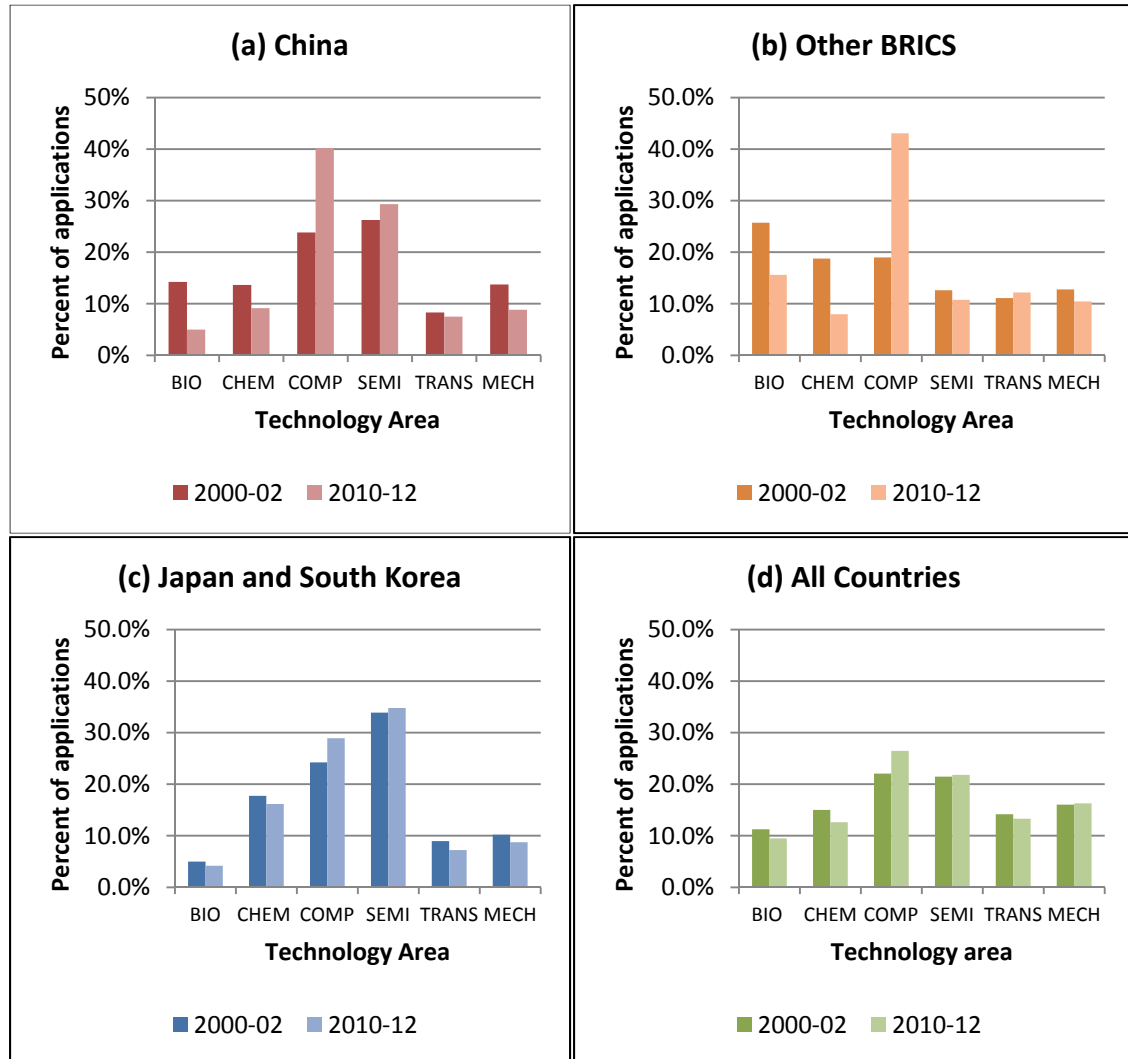 (a) China
Percent of applications
50%
40%
30%
20%
10%
0%
BIO CHEM COMP SEMI TRANS MECH
Technology Area
2000-02 2010-12
(b) Other BRICS
Percent of applications
50.0%
40.0%
30.0%
20.0%
10.0%
0.0%
BIO CHEM COMP SEMI TRANS MECH
Technology Area
2000-02 2010-12
(c) Japan and South Korea
Percent of applications
50.0%
40.0%
30.0%
20.0%
10.0%
0.0%
BIO CHEM COMP SEMI TRANS MECH
Technology Area
2000-02 2010-12
(d) All Countries
Percent of applications
50.0%
40.0%
30.0%
20.0%
10.0%
0.0%
BIO CHEM COMP SEMI TRANS MECH
Technology area
2000-02 2010-12